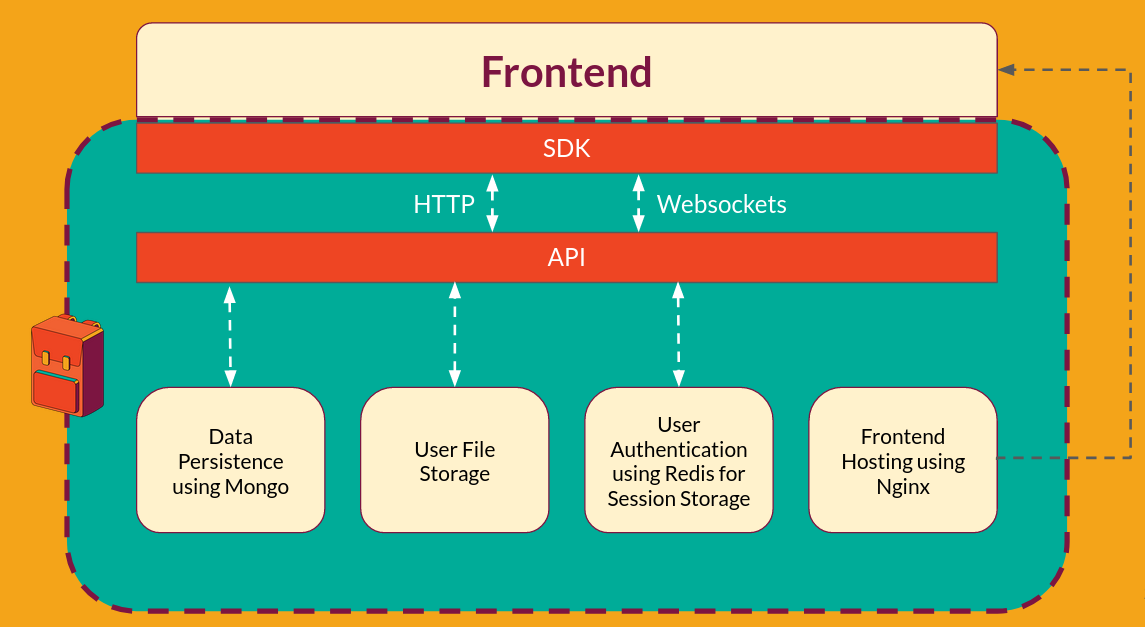 Frontend
SDK
HTTP
Websockets
API
Data
Persistence
using Mongo
User File
Storage
User
Authentication
using Redis for
Session Storage
Frontend
Hosting using
Nginx